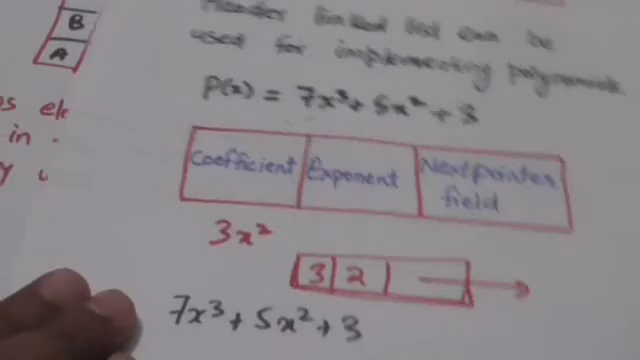 B
Header linked list can be
A
used for implementing polynomials.
P(x) = 7x³ + 5x² + 3
in
Coefficient Exponent Next pointer field
3x²
3 2
7x³ + 5x² + 3